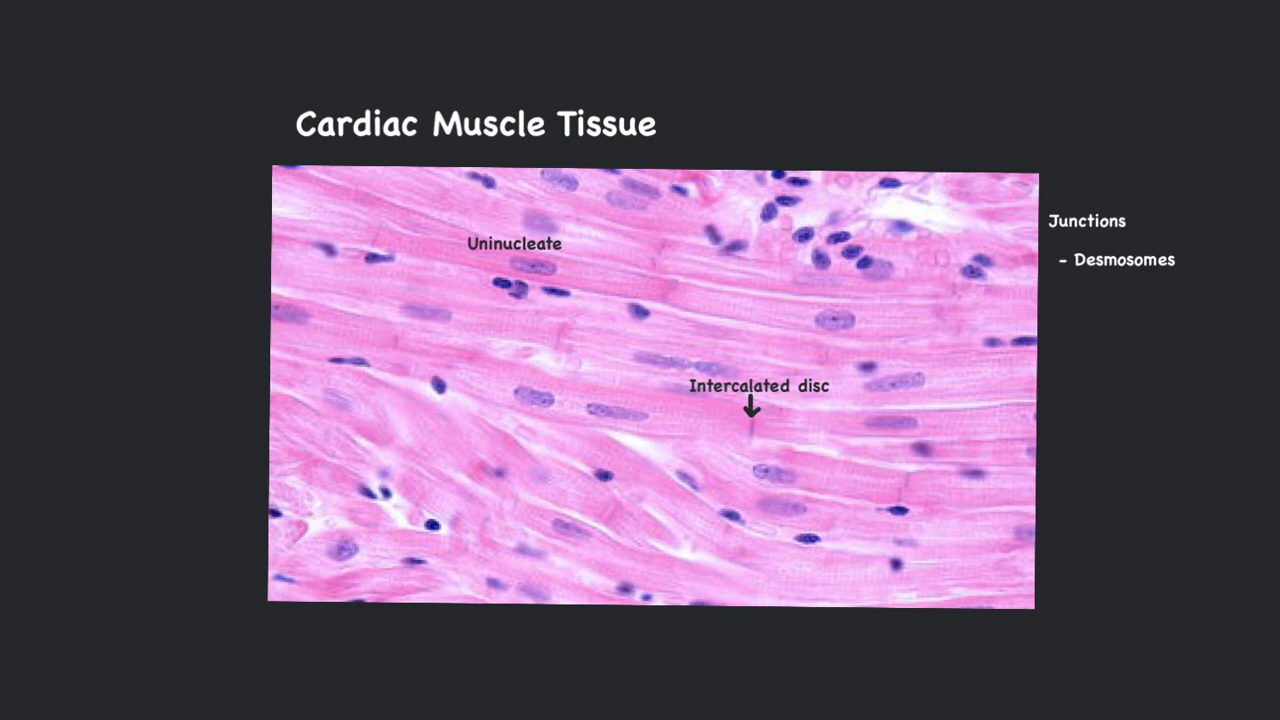 Cardiac Muscle Tissue
Junctions
Uninucleate
- Desmosomes
Intercalated disc